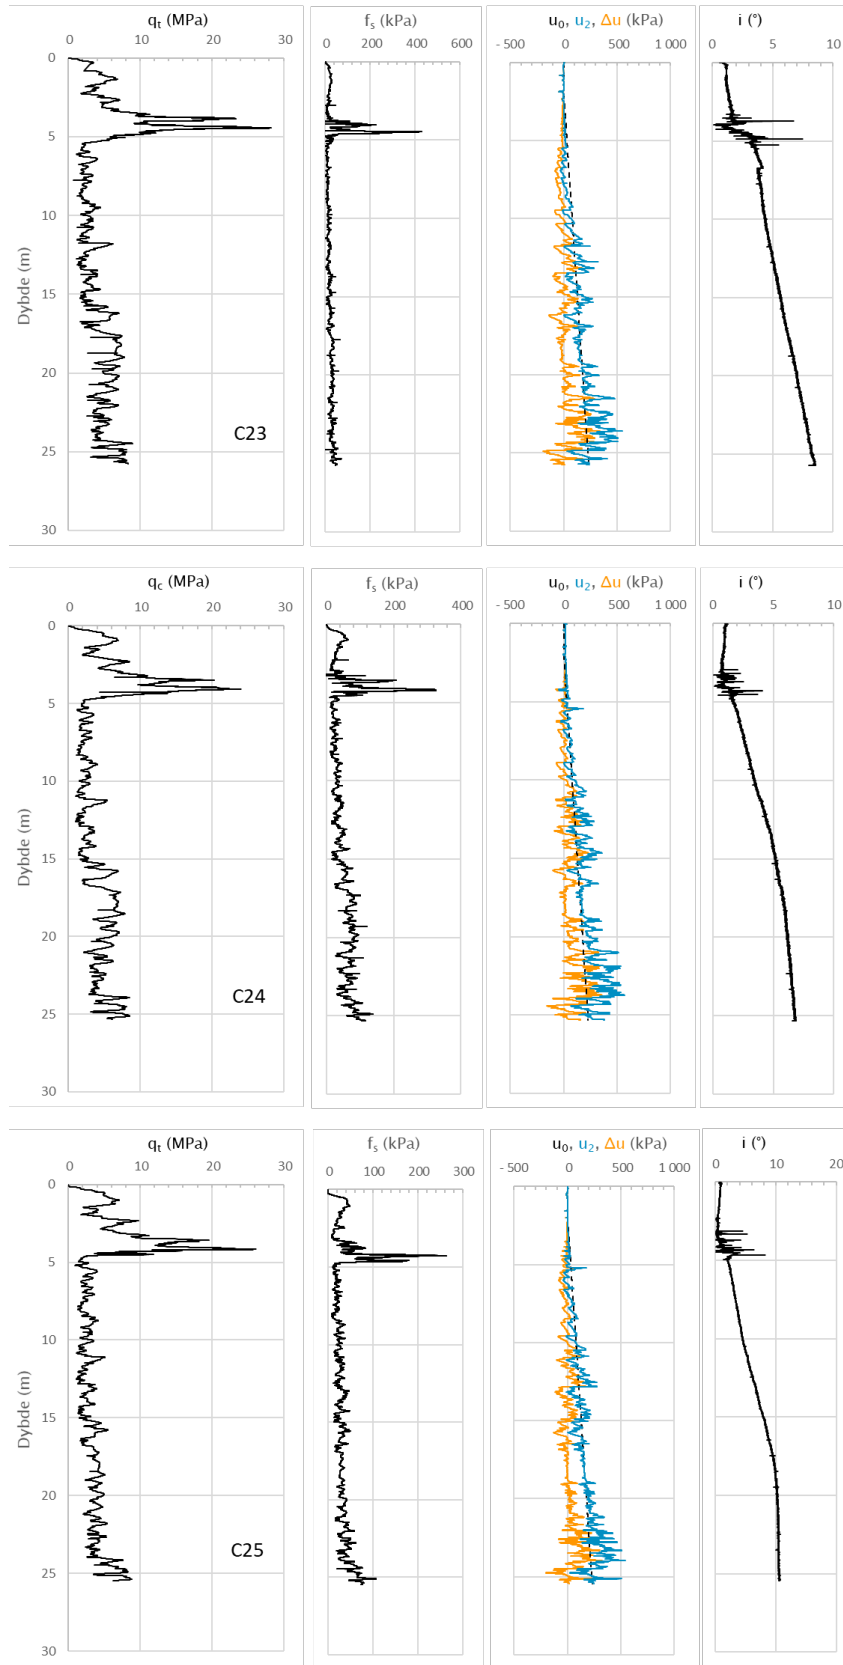 qt (MPa)
0 10 20 30
fs (kPa)
0 200 400 600
u0, u2, Δu (kPa)
- 500 0 500 1 000
i (°)
0 5 10
0
5
10
15
20
25
30
Dybde (m)
C23
qc (MPa)
0 10 20 30
fs (kPa)
0 200 400
u0, u2, Δu (kPa)
- 500 0 500 1 000
i (°)
0 5 10
0
5
10
15
20
25
30
Dybde (m)
C24
qt (MPa)
0 10 20 30
fs (kPa)
0 100 200 300
u0, u2, Δu (kPa)
- 500 0 500 1 000
i (°)
0 10 20
0
5
10
15
20
25
30
Dybde (m)
C25